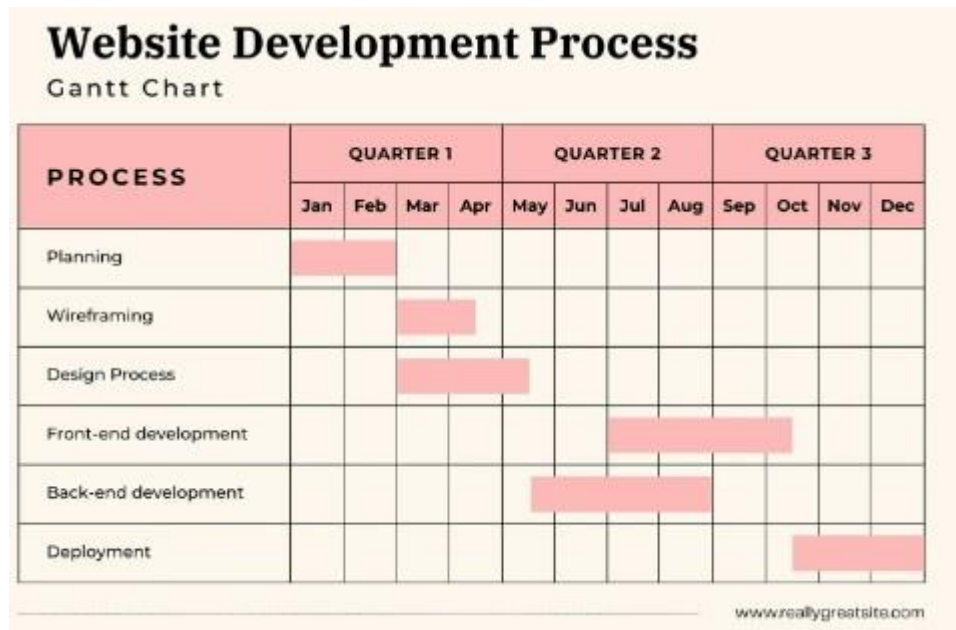 Website Development Process
Gantt Chart
PROCESS
QUARTER 1 QUARTER 2 QUARTER 3
Jan Feb Mar Apr May Jun Jul Aug Sep Oct Nov Dec
Planning
Wireframing
Design Process
Front-end development
Back-end development
Deployment
www.reallygreatsite.com